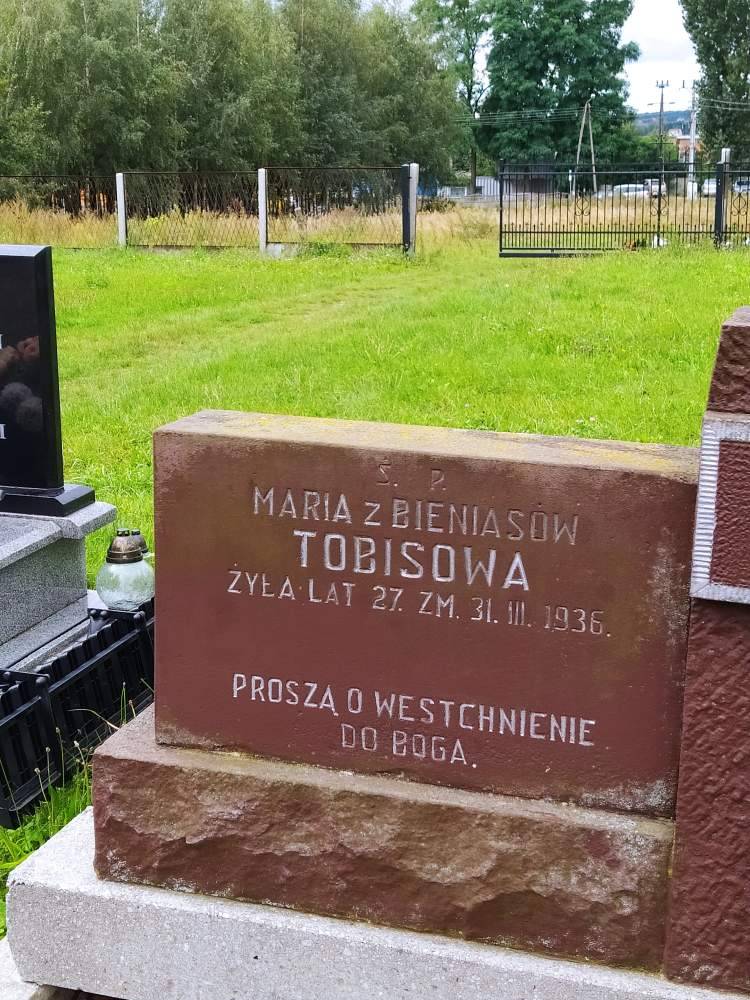 Ś. P.
MARIA Z BIENIASÓW
TOBISOWA
ŻYŁA LAT 27. ZM. 31. III. 1936.
PROSZĄ O WESTCHNIENIE
DO BOGA.